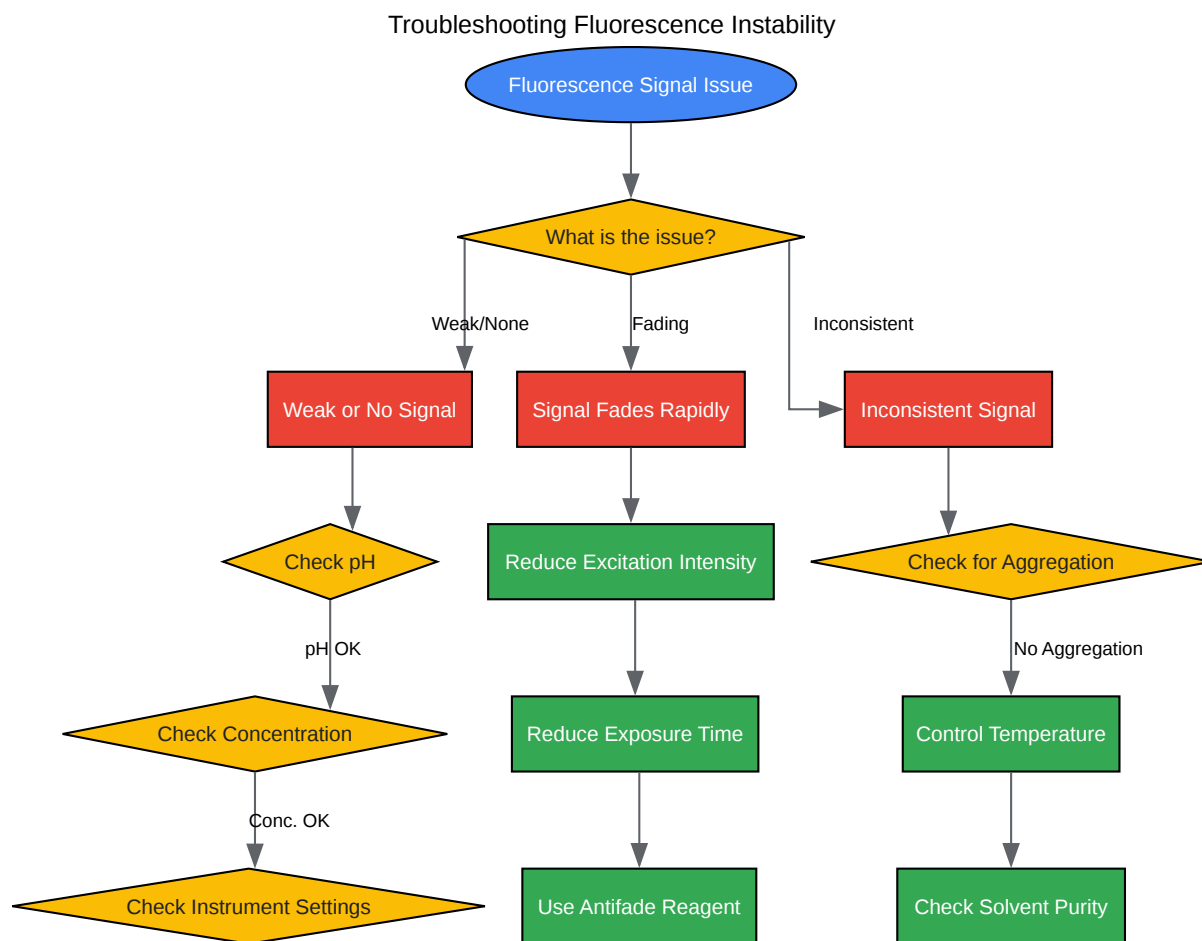 Troubleshooting Fluorescence Instability
Fluorescence Signal Issue
What is the issue?
Weak/None
Fading
Inconsistent
Weak or No Signal
Signal Fades Rapidly
Inconsistent Signal
Check pH
Reduce Excitation Intensity
Check for Aggregation
pH OK
No Aggregation
Check Concentration
Reduce Exposure Time
Control Temperature
Conc. OK
Check Instrument Settings
Use Antifade Reagent
Check Solvent Purity